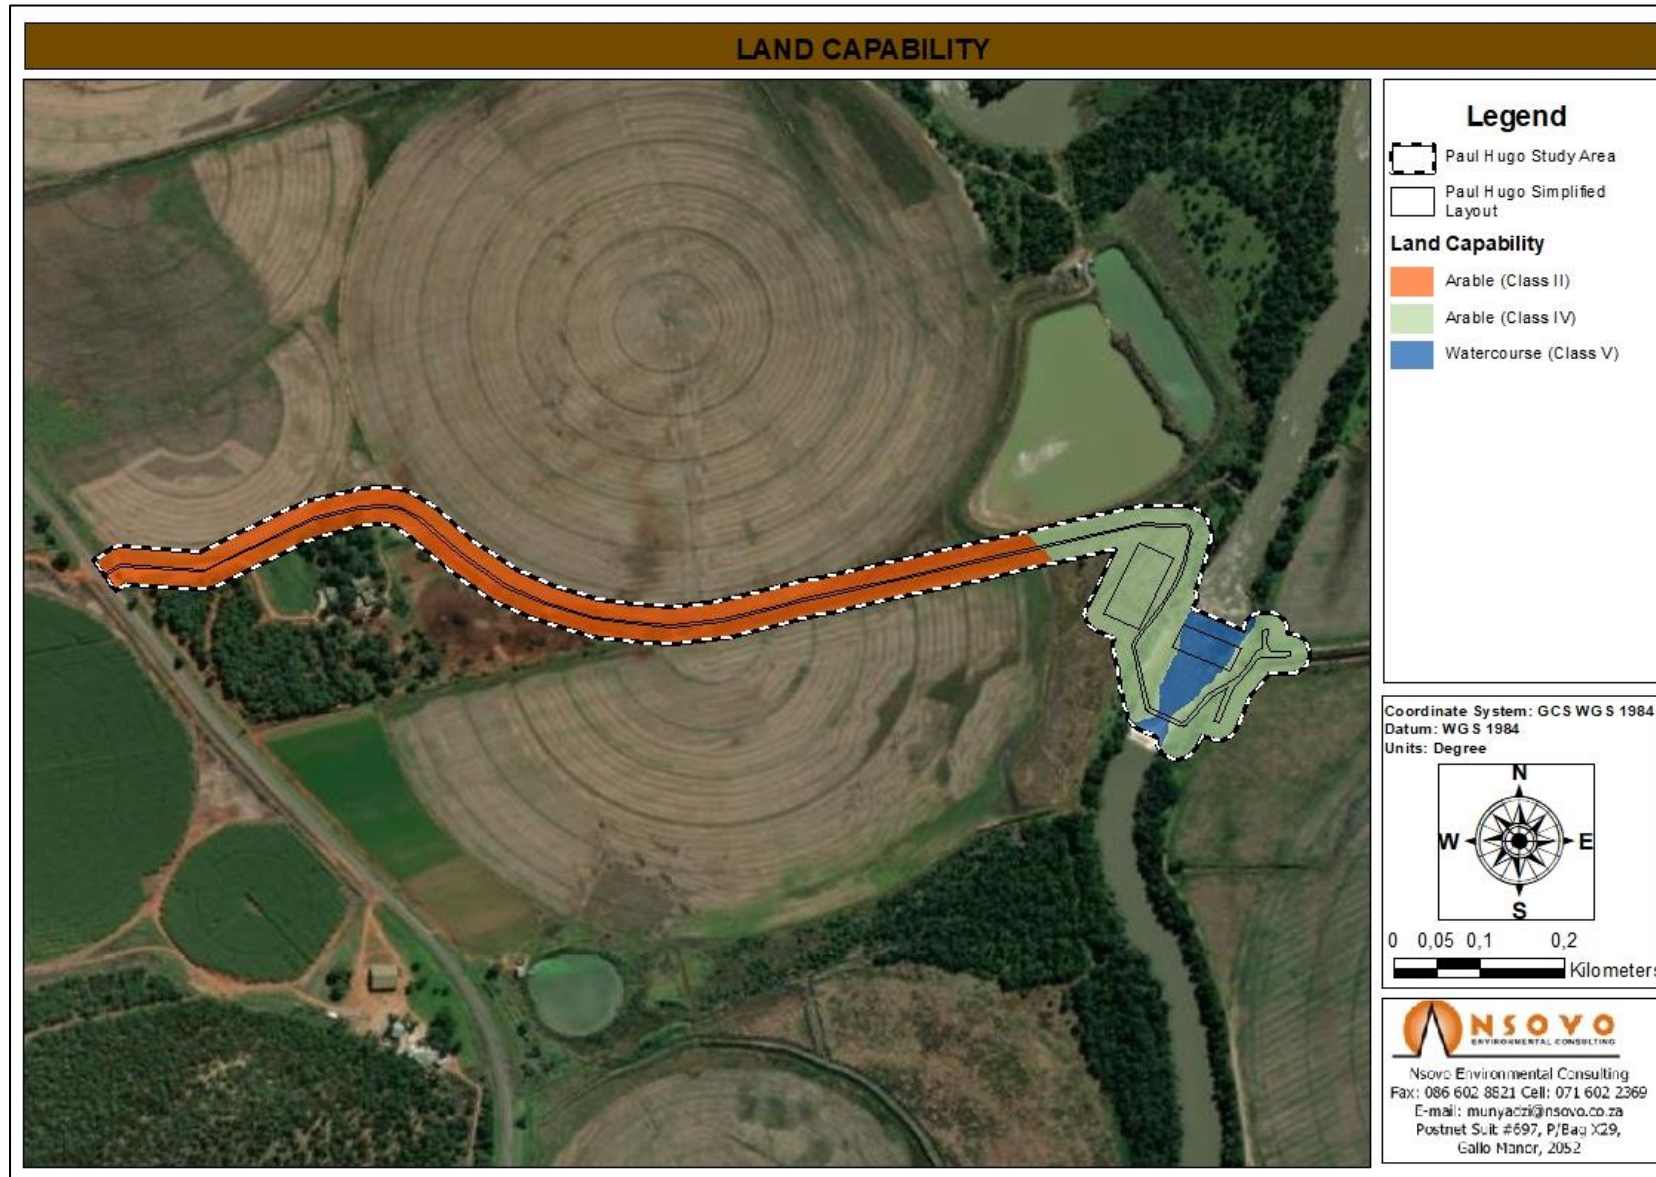 LAND CAPABILITY
Legend
Paul Hugo Study Area
Paul Hugo Simplified
Layout
Land Capability
Arable (Class II)
Arable (Class IV)
Watercourse (Class V)
Coordinate System: GCS WGS 1984
Datum: WGS 1984
Units: Degree
N
W E
S
0 0,05 0,1 0,2
Kilometers
NSOVO
ENVIRONMENTAL CONSULTING
Nsovo Environmental Consulting
Fax: 086 602 8821 Cell: 071 602 2369
E-mail: munyadzi@nsovo.co.za
Postnet Suit #697, P/Bag X29,
Gallo Manor, 2052